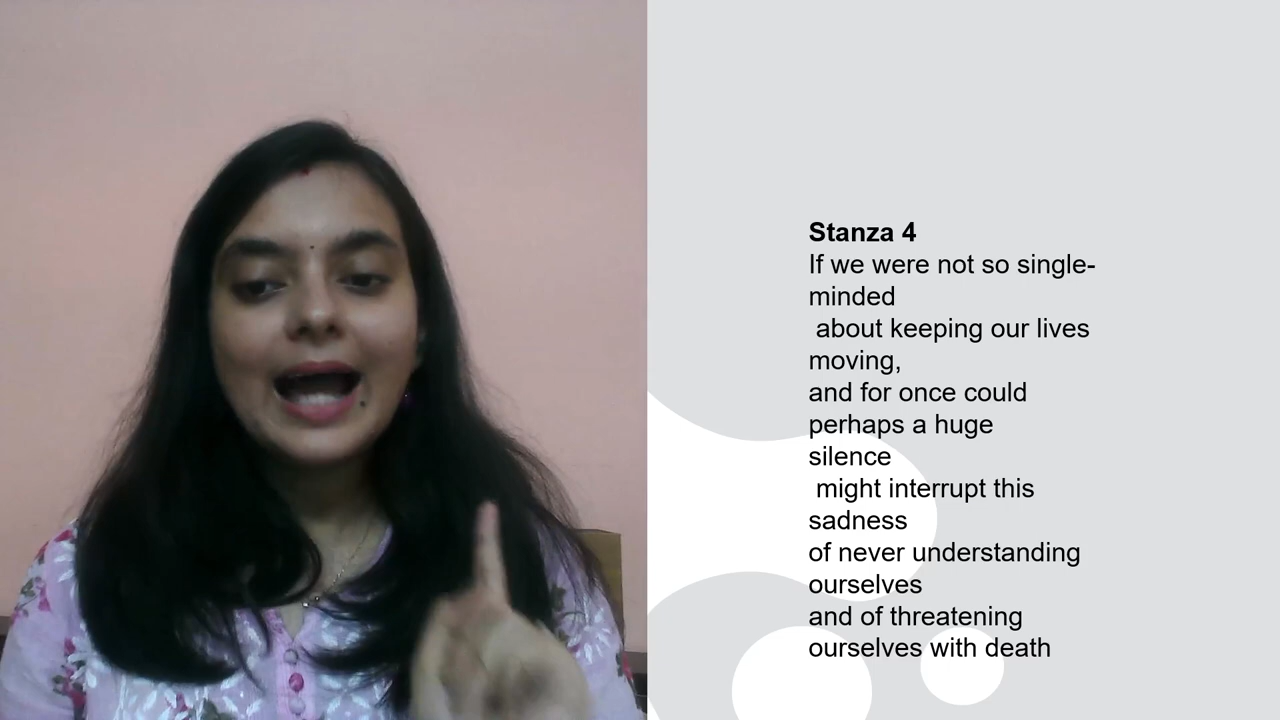 Stanza 4
If we were not so single-
minded
about keeping our lives
moving,
and for once could
perhaps a huge
silence
might interrupt this
sadness
of never understanding
ourselves
and of threatening
ourselves with death